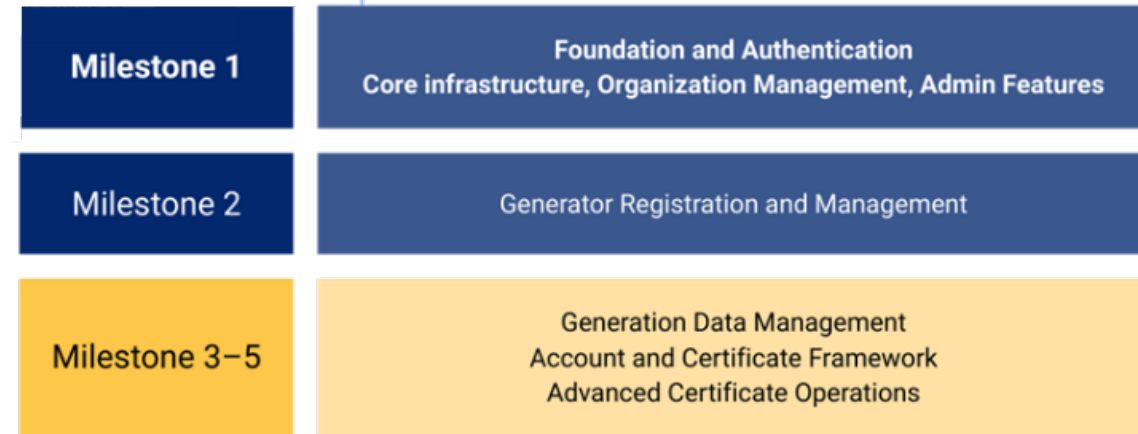 Milestone 1
Foundation and Authentication
Core infrastructure, Organization Management, Admin Features
Milestone 2
Generator Registration and Management
Milestone 3–5
Generation Data Management
Account and Certificate Framework
Advanced Certificate Operations